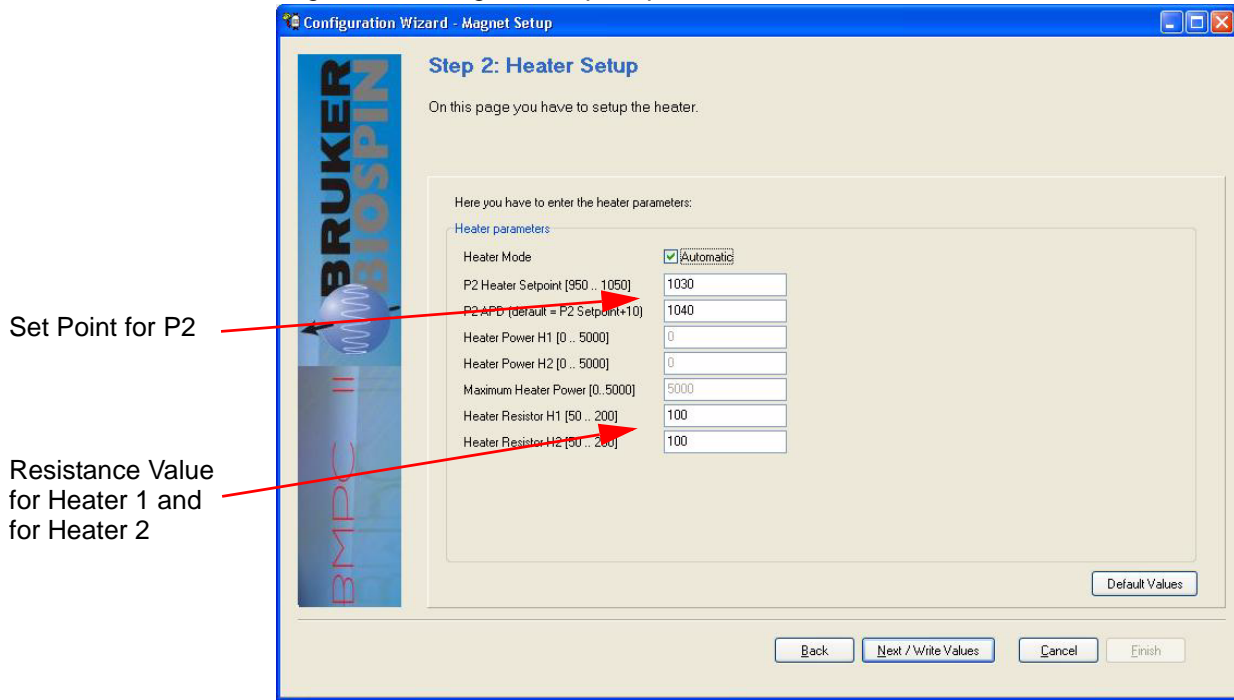 Configuration Wizard - Magnet Setup
BRUKER
BIOSPIN
BMPC II
Step 2: Heater Setup
On this page you have to setup the heater.
Here you have to enter the heater parameters:
Heater parameters
Heater Mode Automatic
P2 Heater Setpoint [950 .. 1050] 1030
P2 APD (default = P2 Setpoint+10) 1040
Heater Power H1 [0 .. 5000] 0
Heater Power H2 [0 .. 5000] 0
Maximum Heater Power [0..5000] 5000
Heater Resistor H1 [50 .. 200] 100
Heater Resistor H2 [50 .. 200] 100
Set Point for P2
Resistance Value
for Heater 1 and
for Heater 2
Default Values
Back Next / Write Values Cancel Finish